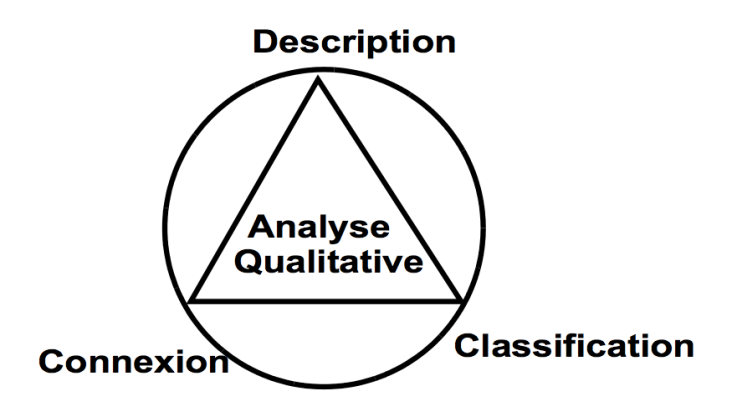 Description
Analyse
Qualitative
Connexion
Classification